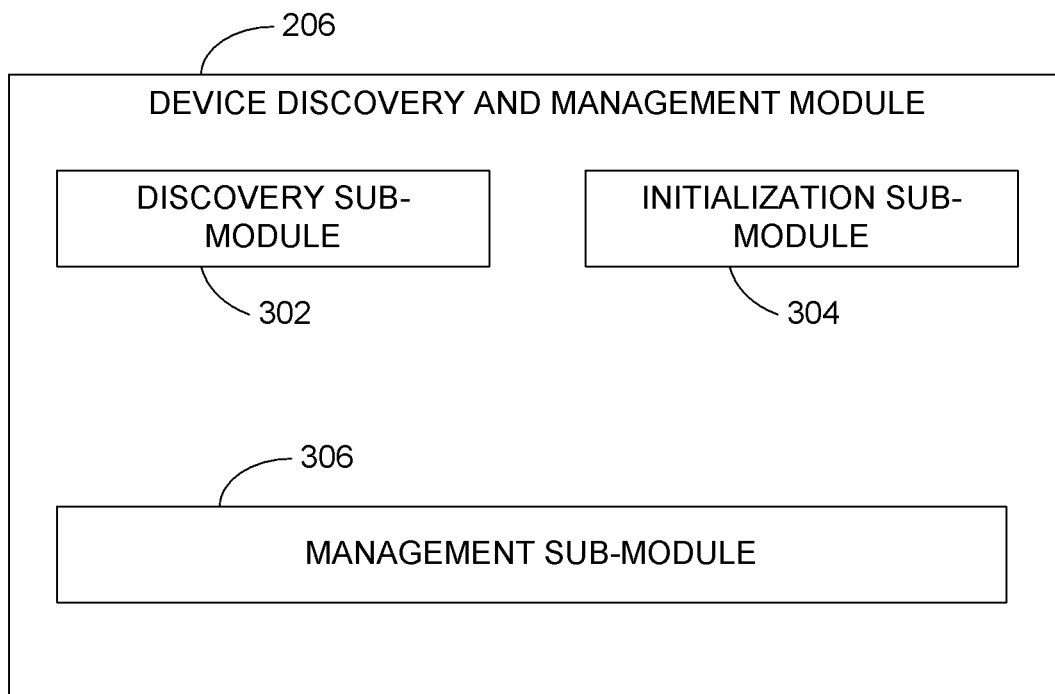 206
DEVICE DISCOVERY AND MANAGEMENT MODULE
DISCOVERY SUB-
MODULE
INITIALIZATION SUB-
MODULE
302
304
306
MANAGEMENT SUB-MODULE